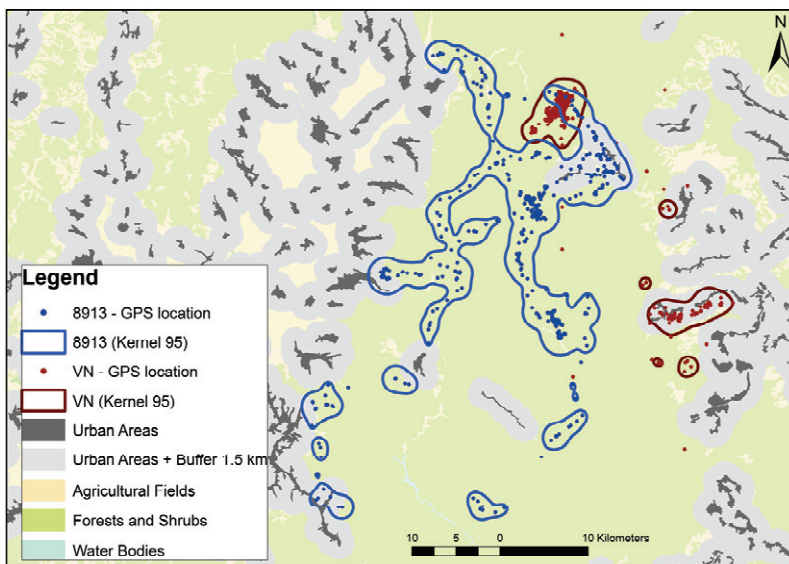 N
Legend
8913 - GPS location
8913 (Kernel 95)
VN - GPS location
VN (Kernel 95)
Urban Areas
Urban Areas + Buffer 1.5 km
Agricultural Fields
Forests and Shrubs
Water Bodies
10 5 0 10 Kilometers